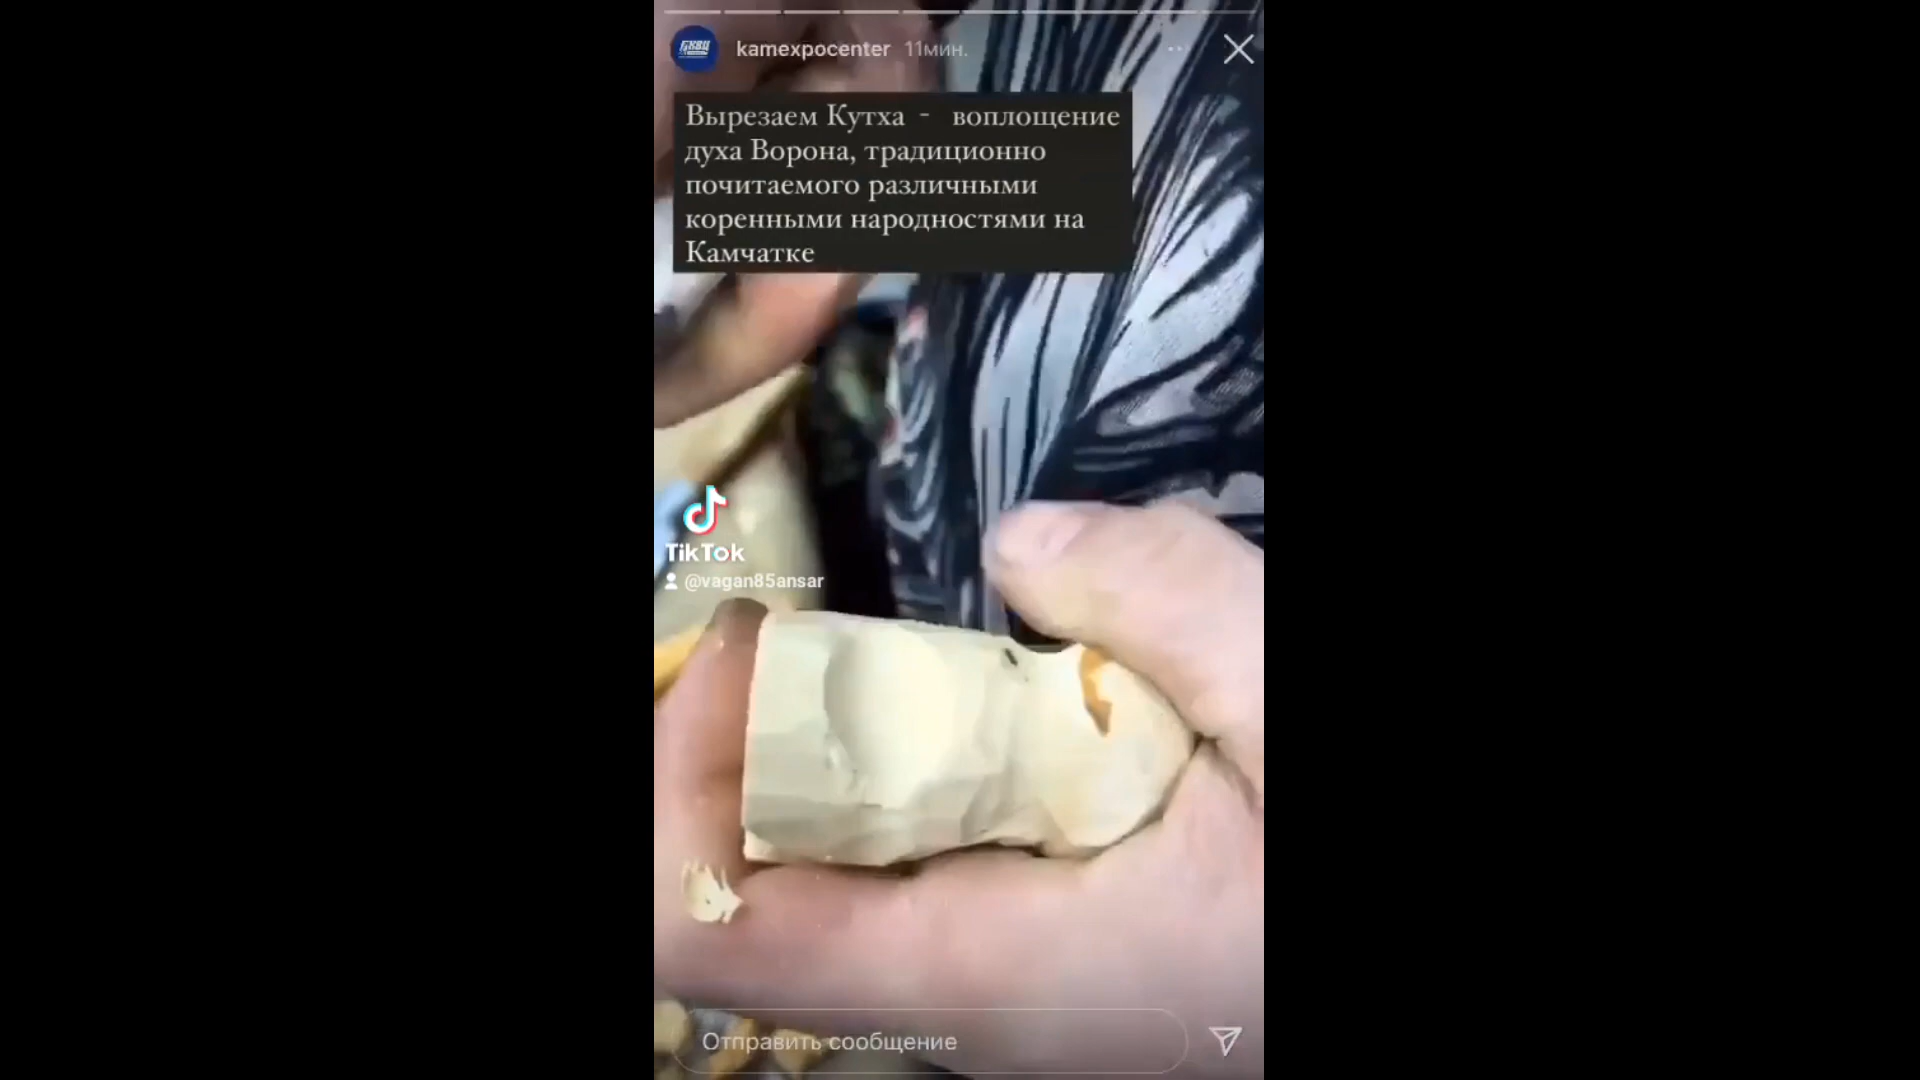 kamexpocenter 11мин.
Вырезаем Кутха - воплощение
духа Ворона, традиционно
почитаемого различными
коренными народностями на
Камчатке
TikTok
@vagan85ansar
Отправить сообщение